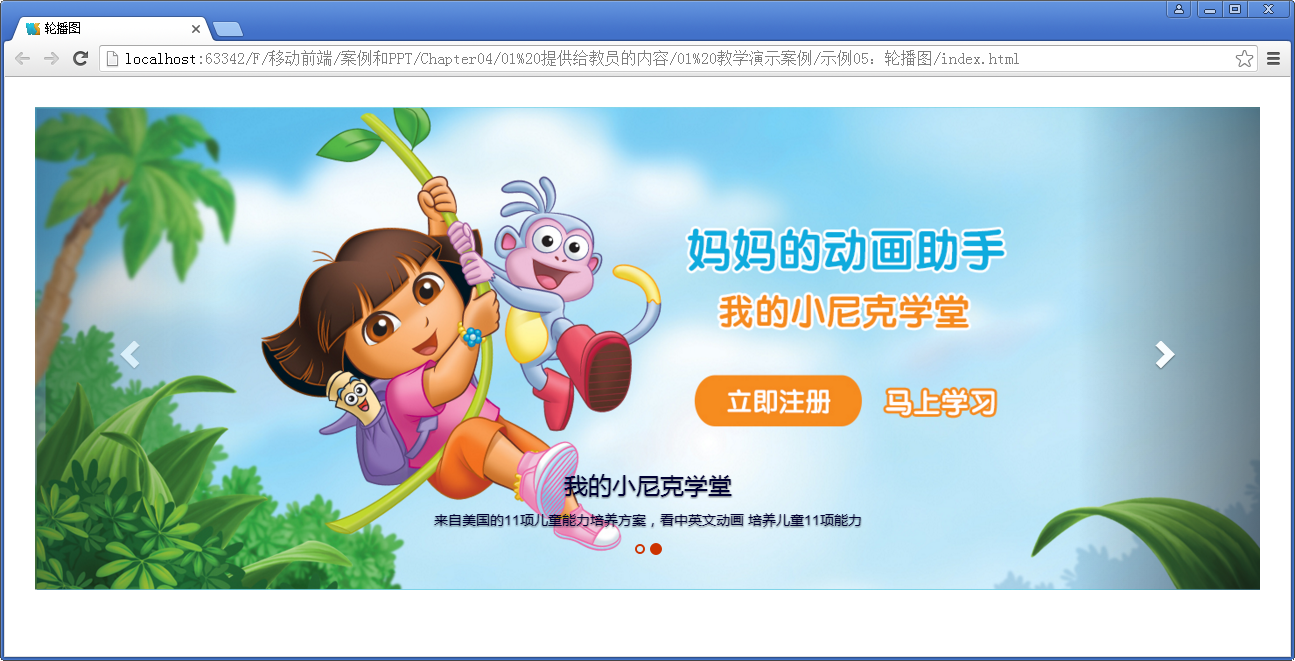 轮播图
localhost:63342/F/移动前端/案例和PPT/Chapter04/01%20提供给教员的内容/01%20教学演示案例/示例05：轮播图/index.html
妈妈的动画助手
我的小尼克学堂
立即注册 马上学习
我的小尼克学堂
来自美国的11项儿童能力培养方案，看中英文动画 培养儿童11项能力